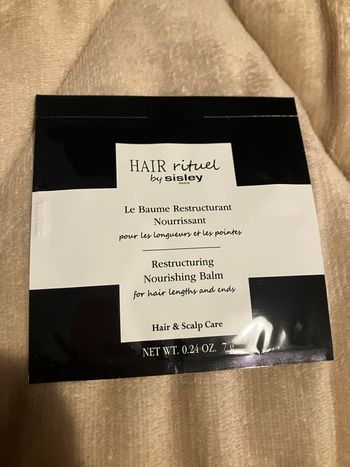 HAIR rituel
by sisley
PARIS
Le Baume Restructurant
Nourrissant
pour les longueurs et les pointes
Restructuring
Nourishing Balm
for hair lengths and ends
Hair & Scalp Care
NET WT. 0.24 OZ. 7 g